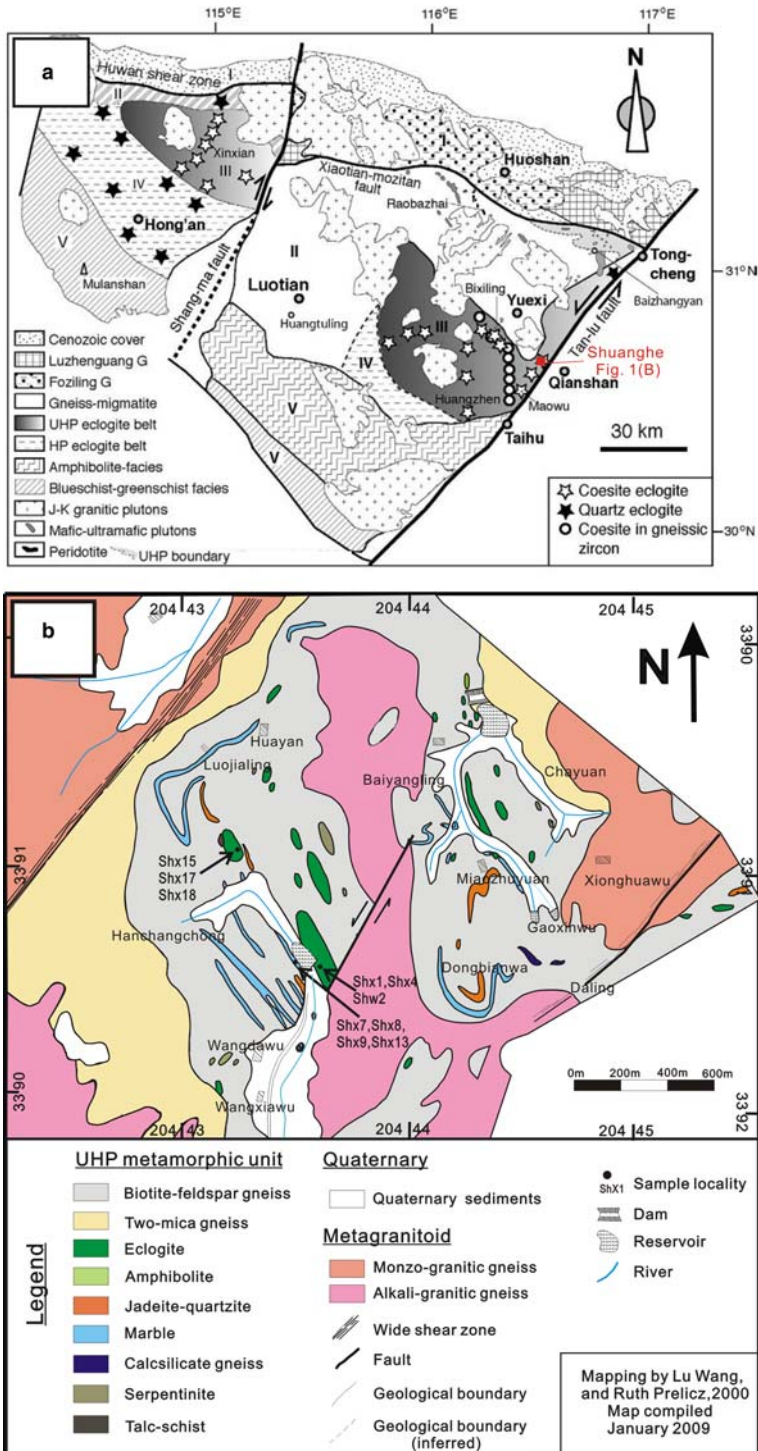 115°E
116°E
117°E
a
N
Huwan shear zone
I
II
Xinxian
III
IV
Hong'an
V
Mulanshan
Shang-ma fault
Xiaotian-mozitan
fault
I
Huoshan
Raobazhai
II
Luotian
Huangtuling
Tong-
cheng
31°N
Baizhangyan
Tan-lu fault
Bixiling
Yuexi
III
IV
Shuanghe
Fig. 1(B)
Qianshan
Huangzhen
Maowu
V
V
Taihu
30 km
30°N
Cenozoic cover
Luzhenguang G
Foziling G
Gneiss-migmatite
UHP eclogite belt
HP eclogite belt
Amphibolite-facies
Blueschist-greenschist facies
J-K granitic plutons
Mafic-ultramafic plutons
Peridotite
UHP boundary
Coesite eclogite
Quartz eclogite
Coesite in gneissic
zircon
b
204 43
204 44
204 45
3390
N
Huayan
Luojialing
Baiyangling
Chayuan
3391
Shx15
Shx17
Shx18
Miaozhuyuan
Xionghuawu
Gaoxinwu
Hanchangchong
Dongbianwa
Daling
Shx1,Shx4
Shw2
Shx7,Shx8,
Shx9,Shx13
Wangdawu
Wangxiawu
0m 200m 400m 600m
3390
3392
204 43
204 44
204 45
Legend
UHP metamorphic unit
Biotite-feldspar gneiss
Two-mica gneiss
Eclogite
Amphibolite
Jadeite-quartzite
Marble
Calcsilicate gneiss
Serpentinite
Talc-schist
Quaternary
Quaternary sediments
Metagranitoid
Monzo-granitic gneiss
Alkali-granitic gneiss
Wide shear zone
Fault
Geological boundary
Geological boundary
(inferred)
ShX1
Sample locality
Dam
Reservoir
River
Mapping by Lu Wang,
and Ruth Prelicz,2000
Map compiled
January 2009